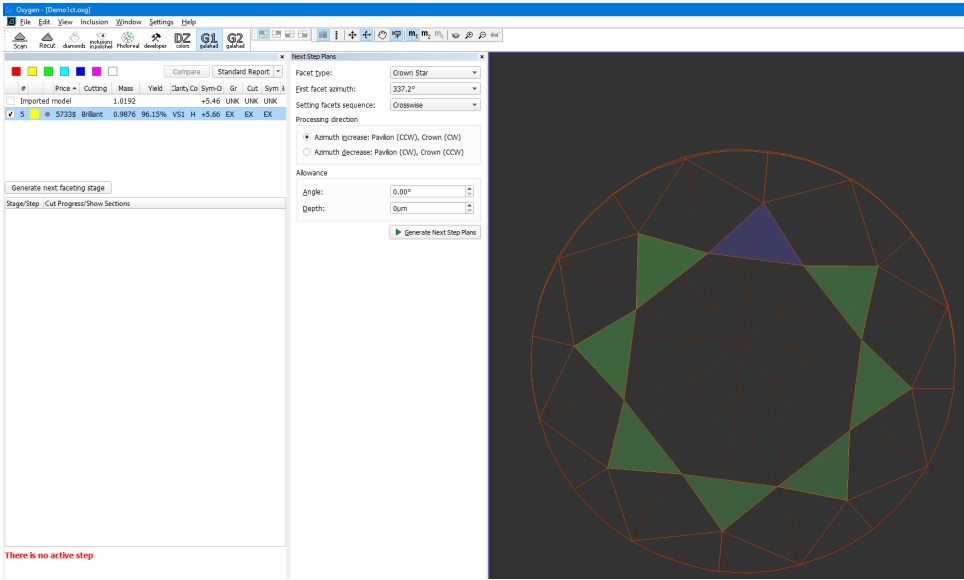 Oxygen - [Demo1ct.oxg]
File Edit View Inclusion Window Settings Help
Scan Recut diamonds inclusions in polished Photoreal developer DZ colors G1 galahad G2 galahad m1 m2 m3
Next Step Plans
Compare Standard Report
# Price Cutting Mass Yield Clarity Co Sym-O Gr Cut Sym
Imported model 1.0192 +5.46 UNK UNK UNK
5 5733$ Brilliant 0.9876 96.15% VS1 H +5.66 EX EX EX
Generate next faceting stage
Stage/Step Cut Progress/Show Sections
There is no active step
Facet type: Crown Star
First facet azimuth: 337.2°
Setting facets sequence: Crosswise
Processing direction
Azimuth increase: Pavilion (CCW), Crown (CW)
Azimuth decrease: Pavilion (CW), Crown (CCW)
Allowance
Angle: 0.00°
Depth: 0µm
Generate Next Step Plans